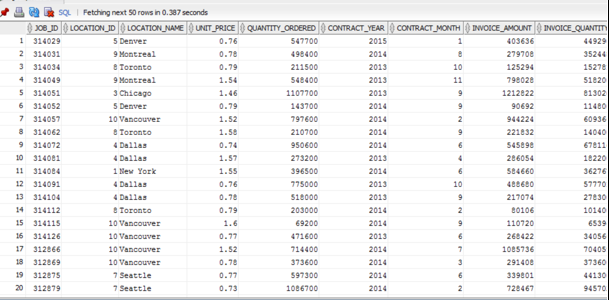 SQL | Fetching next 50 rows in 0.387 seconds
JOB_ID LOCATION_ID LOCATION_NAME UNIT_PRICE QUANTITY_ORDERED CONTRACT_YEAR CONTRACT_MONTH INVOICE_AMOUNT INVOICE_QUANTITY
1 314029 5 Denver 0.76 547700 2015 1 403636 44929
2 314031 9 Montreal 0.78 498400 2014 8 279708 35244
3 314034 8 Toronto 0.79 211500 2013 10 125294 15278
4 314049 9 Montreal 1.54 548400 2013 11 798028 51820
5 314051 3 Chicago 1.46 1107700 2013 9 1212822 81302
6 314052 5 Denver 0.79 143700 2014 9 90692 11480
7 314057 10 Vancouver 1.52 797600 2014 2 944224 60936
8 314062 8 Toronto 1.58 210700 2014 9 221832 14040
9 314072 4 Dallas 0.74 950600 2014 6 545898 67811
10 314081 4 Dallas 1.57 273200 2013 4 286054 18220
11 314084 1 New York 1.55 396500 2014 6 584660 36276
12 314091 4 Dallas 0.76 775000 2013 10 488680 57770
13 314104 4 Dallas 0.78 518000 2013 9 217074 27830
14 314112 8 Toronto 0.79 203000 2014 2 80106 10140
15 314115 10 Vancouver 1.6 69200 2014 9 110720 6539
16 314126 10 Vancouver 0.77 471600 2013 6 268422 34056
17 312866 10 Vancouver 1.52 714400 2014 7 1085736 70405
18 312869 10 Vancouver 0.78 373600 2014 3 291408 37360
19 312875 7 Seattle 0.77 597300 2014 6 339801 44130
20 312879 7 Seattle 0.73 1086700 2014 2 728467 94570